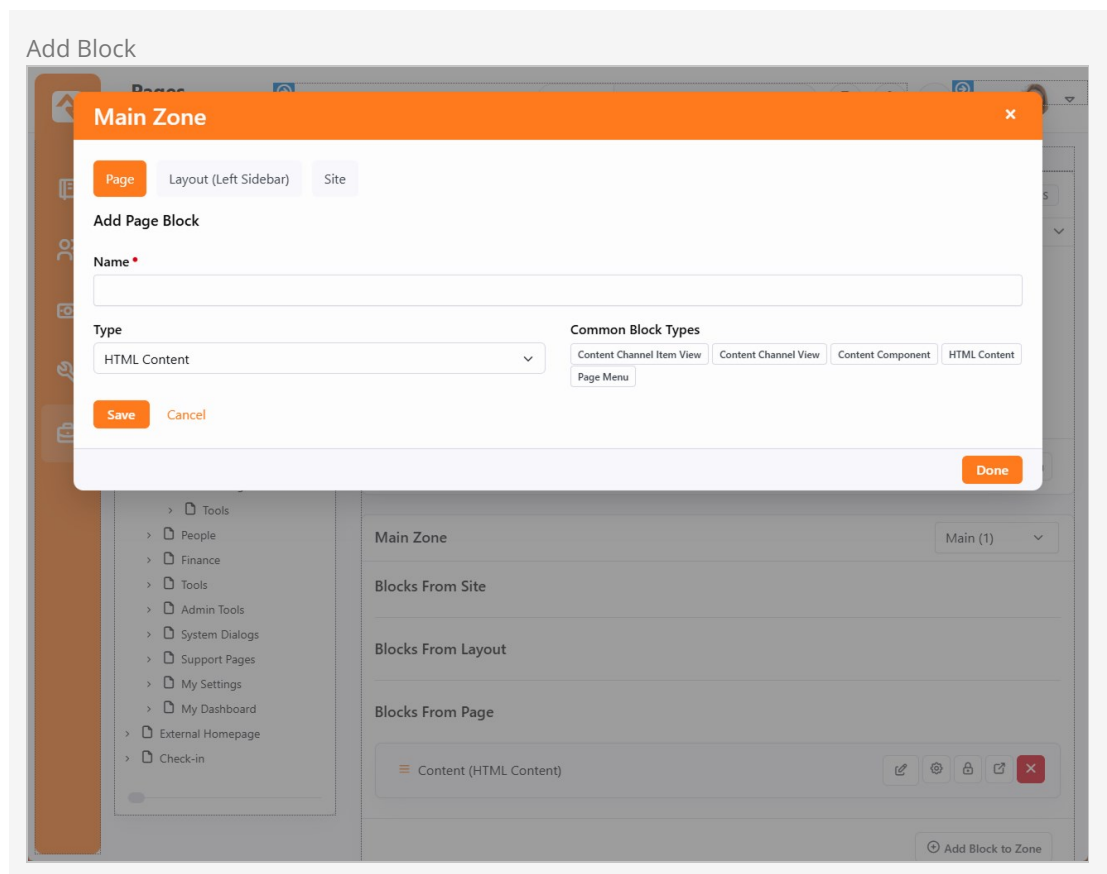 Add Block
Pages
Main Zone ×
Page Layout (Left Sidebar) Site
Add Page Block
Name
Type
HTML Content
Common Block Types
Content Channel Item View Content Channel View Content Component HTML Content
Page Menu
Save Cancel
Done
Tools
People
Finance
Tools
Admin Tools
System Dialogs
Support Pages
My Settings
My Dashboard
External Homepage
Check-in
Main Zone Main (1)
Blocks From Site
Blocks From Layout
Blocks From Page
Content (HTML Content)
Add Block to Zone